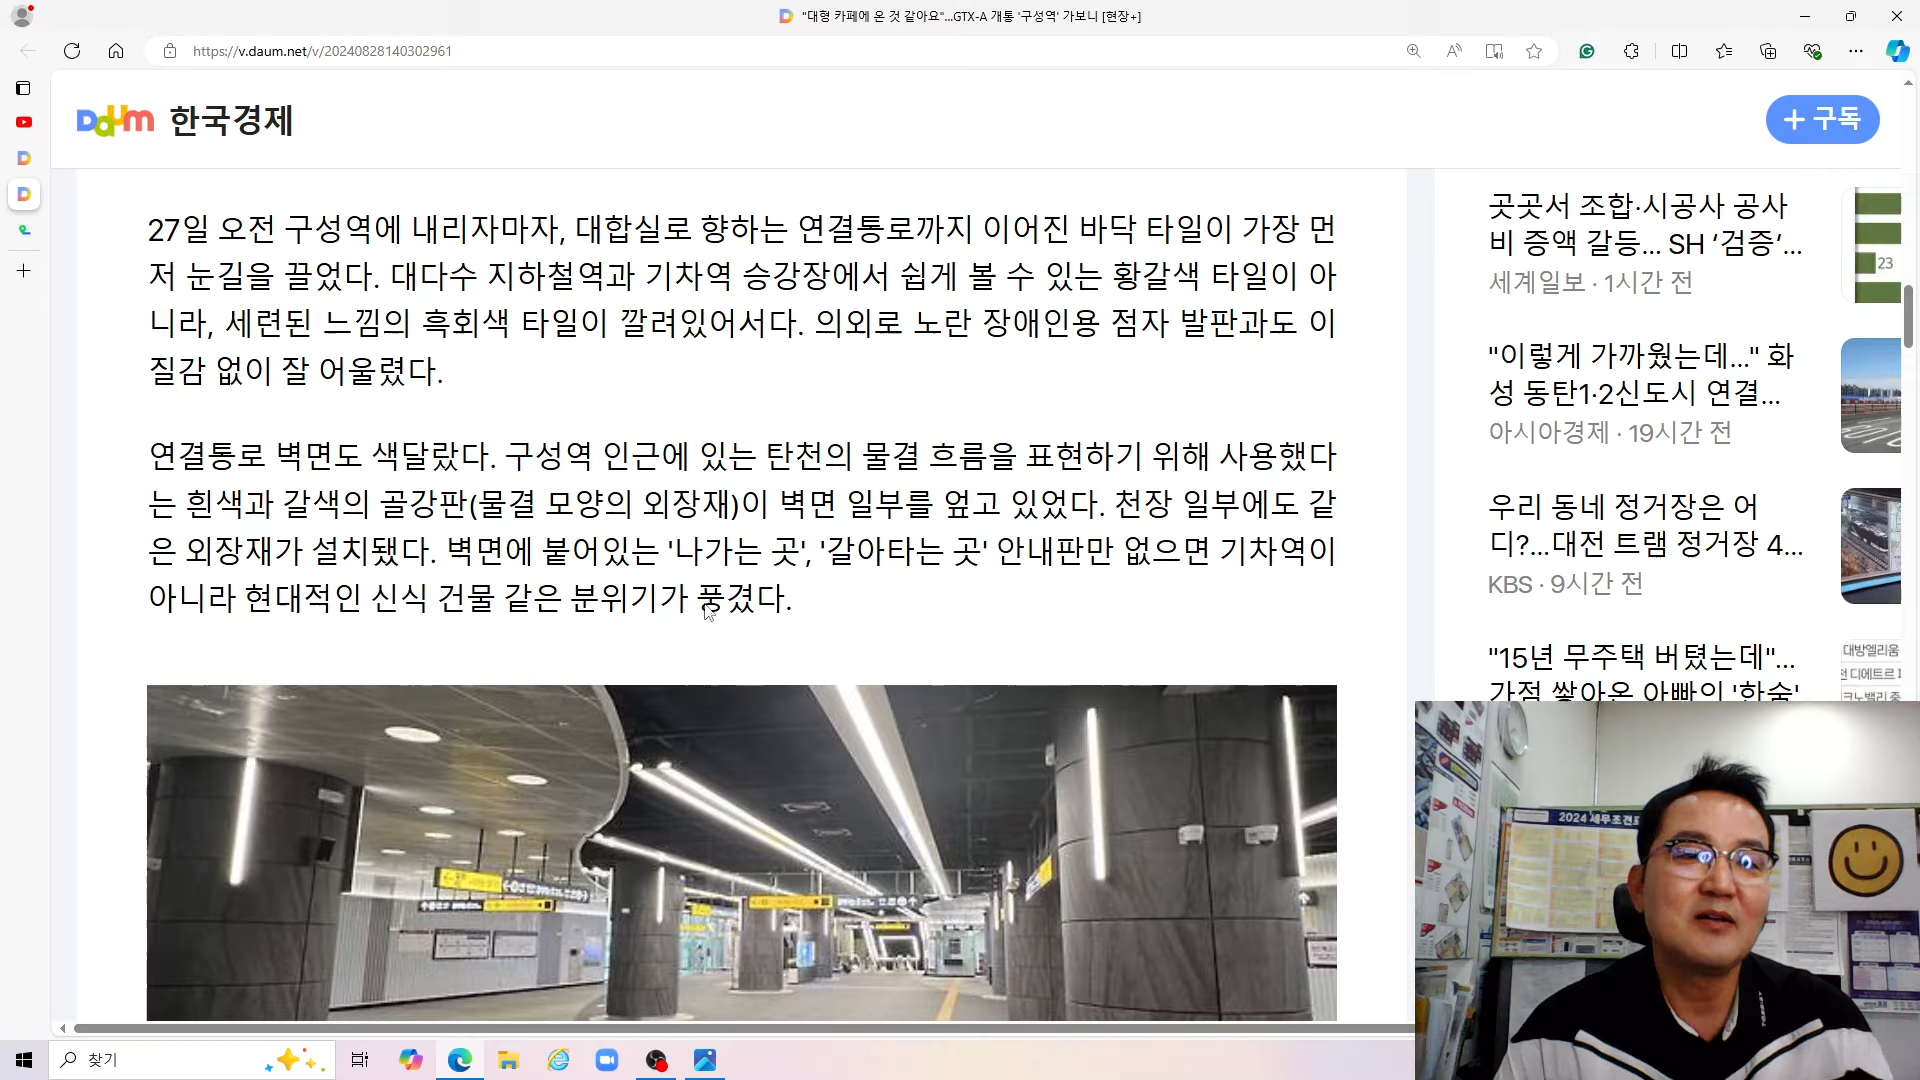 "대형 카페에 온 것 같아요"...GTX-A 개통 '구성역' 가보니 [현장+]
https://v.daum.net/v/20240828140302961
Daum 한국경제
+ 구독
27일 오전 구성역에 내리자마자, 대합실로 향하는 연결통로까지 이어진 바닥 타일이 가장 먼
저 눈길을 끌었다. 대다수 지하철역과 기차역 승강장에서 쉽게 볼 수 있는 황갈색 타일이 아
니라, 세련된 느낌의 흑회색 타일이 깔려있어서다. 의외로 노란 장애인용 점자 발판과도 이
질감 없이 잘 어울렸다.
연결통로 벽면도 색달랐다. 구성역 인근에 있는 탄천의 물결 흐름을 표현하기 위해 사용했다
는 흰색과 갈색의 골강판(물결 모양의 외장재)이 벽면 일부를 엎고 있었다. 천장 일부에도 같
은 외장재가 설치됐다. 벽면에 붙어있는 '나가는 곳', '갈아타는 곳' 안내판만 없으면 기차역이
아니라 현대적인 신식 건물 같은 분위기가 풍겼다.
곳곳서 조합·시공사 공사
비 증액 갈등... SH '검증'...
세계일보 · 1시간 전
23
"이렇게 가까웠는데..." 화
성 동탄1·2신도시 연결...
아시아경제 · 19시간 전
우리 동네 정거장은 어
디?...대전 트램 정거장 4...
KBS · 9시간 전
"15년 무주택 버텼는데"...
가점 쌓아온 아빠의 '한숨'
대방엘리움
2024 세무조견표
찾기